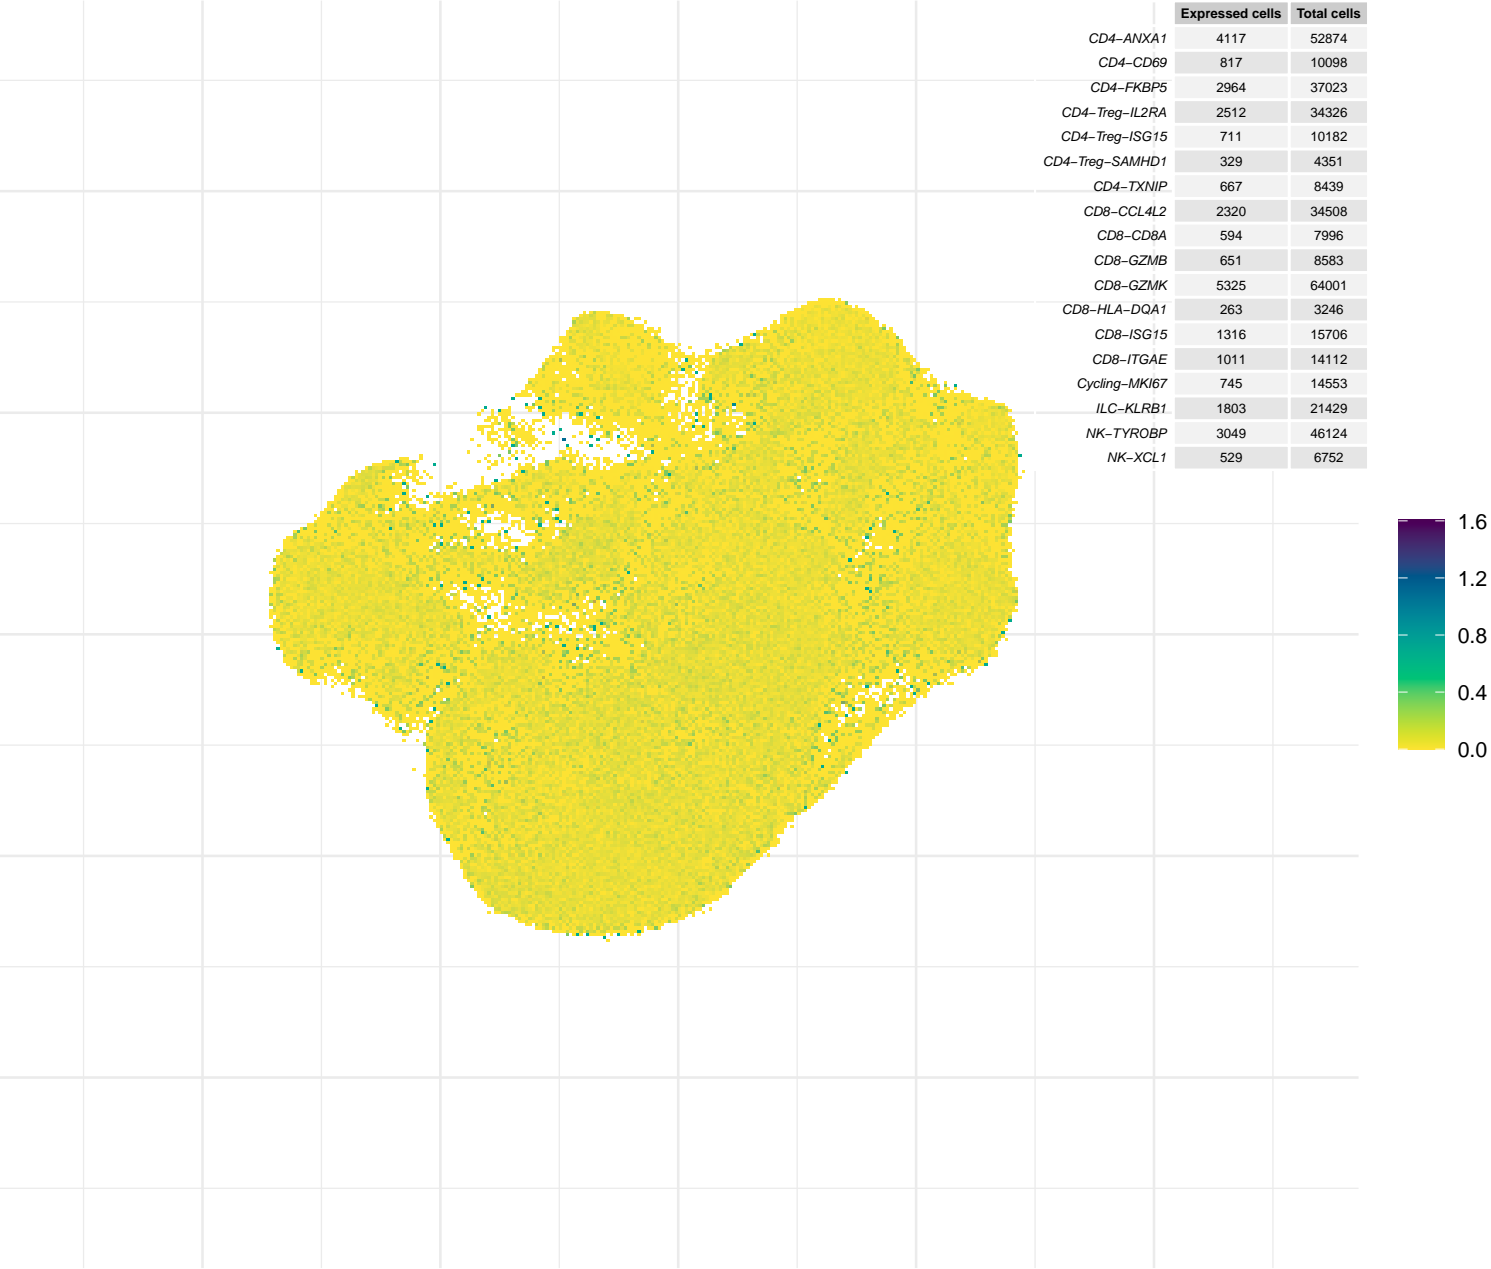 Expressed cells Total cells
CD4−ANXA1 4117 52874
CD4−CD69 817 10098
CD4−FKBP5 2964 37023
CD4−Treg−IL2RA 2512 34326
CD4−Treg−ISG15 711 10182
CD4−Treg−SAMHD1 329 4351
CD4−TXNIP 667 8439
CD8−CCL4L2 2320 34508
CD8−CD8A 594 7996
CD8−GZMB 651 8583
CD8−GZMK 5325 64001
CD8−HLA−DQA1 263 3246
CD8−ISG15 1316 15706
CD8−ITGAE 1011 14112
Cycling−MKI67 745 14553
ILC−KLRB1 1803 21429
NK−TYROBP 3049 46124
NK−XCL1 529 6752
1.6
1.2
0.8
0.4
0.0